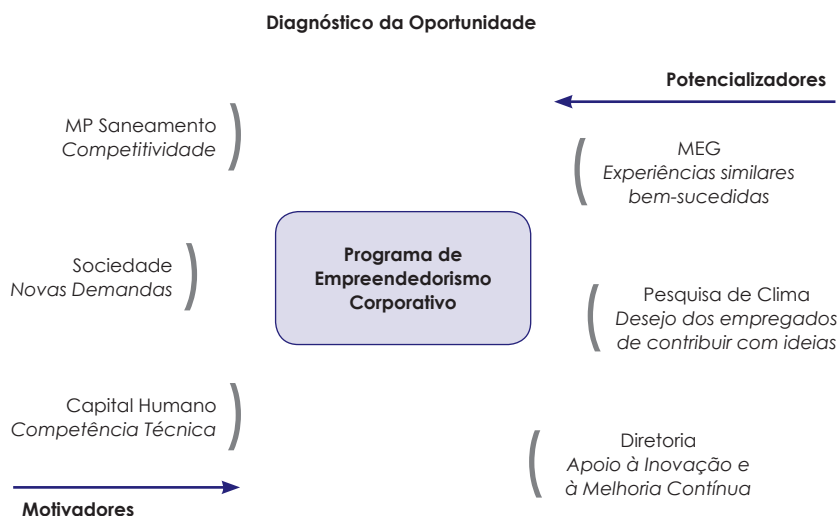 Diagnóstico da Oportunidade
Potencializadores
MP Saneamento
Competitividade
MEG
Experiências similares
bem-sucedidas
Programa de
Empreendedorismo
Corporativo
Sociedade
Novas Demandas
Pesquisa de Clima
Desejo dos empregados
de contribuir com ideias
Capital Humano
Competência Técnica
Diretoria
Apoio à Inovação e
à Melhoria Contínua
Motivadores